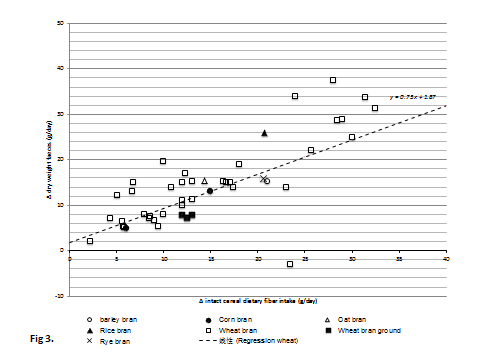 50
40
30
20
10
0
-10
0
5
10
15
20
25
30
35
40
Δ dry weight faeces (g/day)
y = 0.75x + 1.67
Δ intact cereal dietary fiber intake (g/day)
barley bran
Corn bran
Oat bran
Rice bran
Wheat bran
Wheat bran ground
Rye bran
线性 (Regression wheat)
Fig 3.